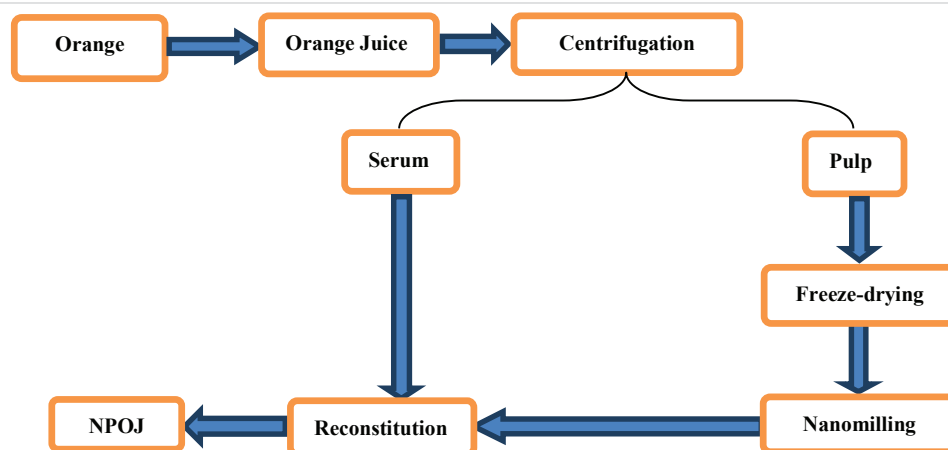 Orange
Orange Juice
Centrifugation
Serum
Pulp
Freeze-drying
NPOJ
Reconstitution
Nanomilling